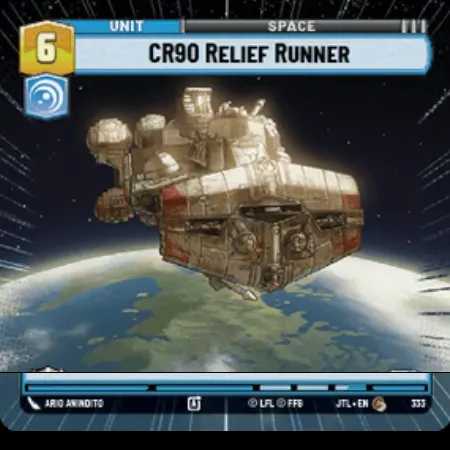 UNIT
SPACE
6
CR90 RELIEF RUNNER
ARIO ANINDITO
A
© LFL ® FFG
JTL • EN
333